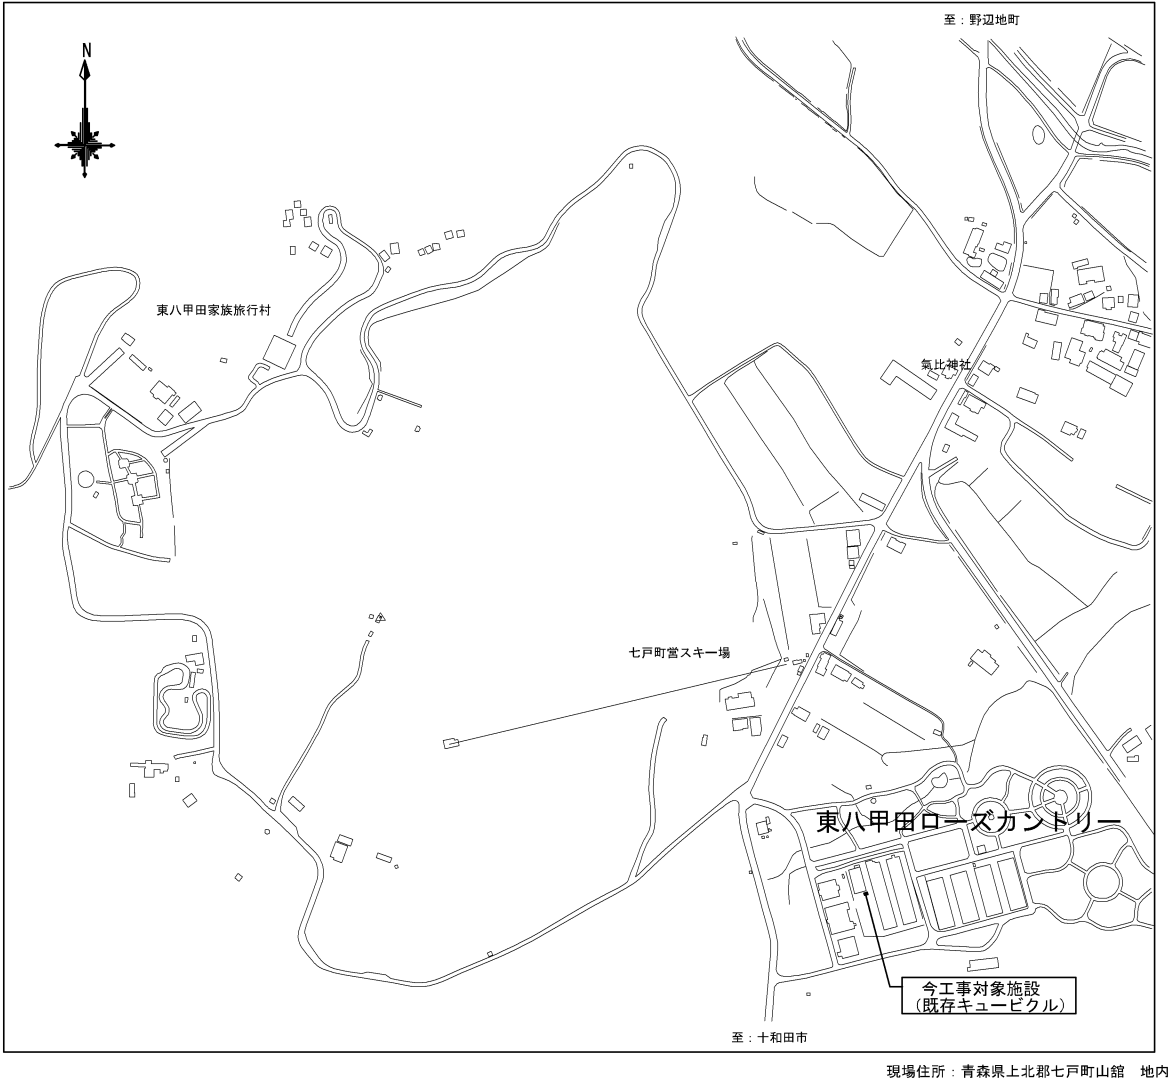 至：野辺地町
N
東八甲田家族旅行村
氣比神社
七戸町営スキー場
東八甲田ローズカントリー
今工事対象施設
（既存キュービクル）
至：十和田市
現場住所：青森県上北郡七戸町山舘　地内